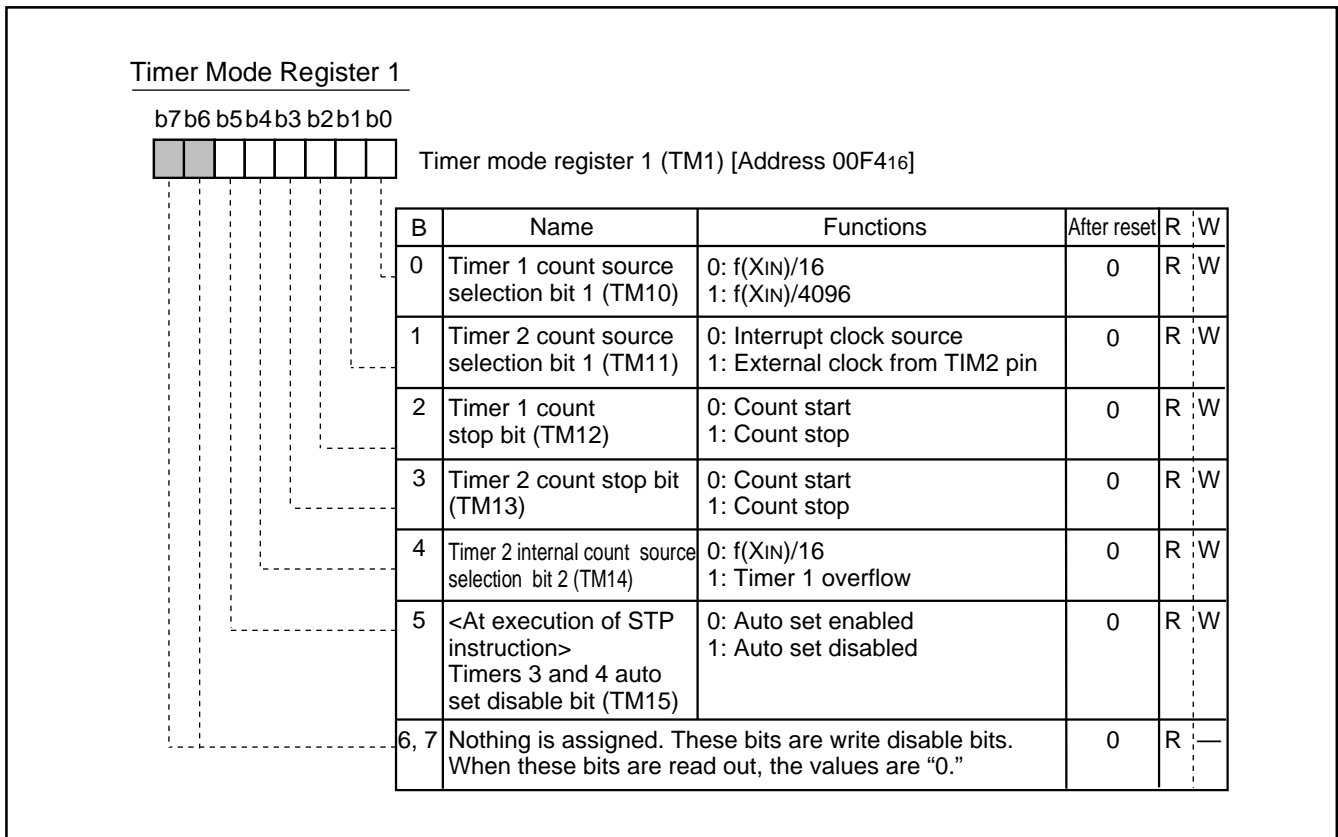 Timer Mode Register 1
b7 b6 b5 b4 b3 b2 b1 b0
Timer mode register 1 (TM1) [Address 00F416]
B Name Functions After reset R W
0 Timer 1 count source 0: f(XIN)/16 0 R W
selection bit 1 (TM10) 1: f(XIN)/4096
1 Timer 2 count source 0: Interrupt clock source 0 R W
selection bit 1 (TM11) 1: External clock from TIM2 pin
2 Timer 1 count 0: Count start 0 R W
stop bit (TM12) 1: Count stop
3 Timer 2 count stop bit 0: Count start 0 R W
(TM13) 1: Count stop
4 Timer 2 internal count source 0: f(XIN)/16 0 R W
selection bit 2 (TM14) 1: Timer 1 overflow
5 <At execution of STP 0: Auto set enabled 0 R W
instruction> 1: Auto set disabled
Timers 3 and 4 auto
set disable bit (TM15)
6, 7 Nothing is assigned. These bits are write disable bits. 0 R —
When these bits are read out, the values are “0.”